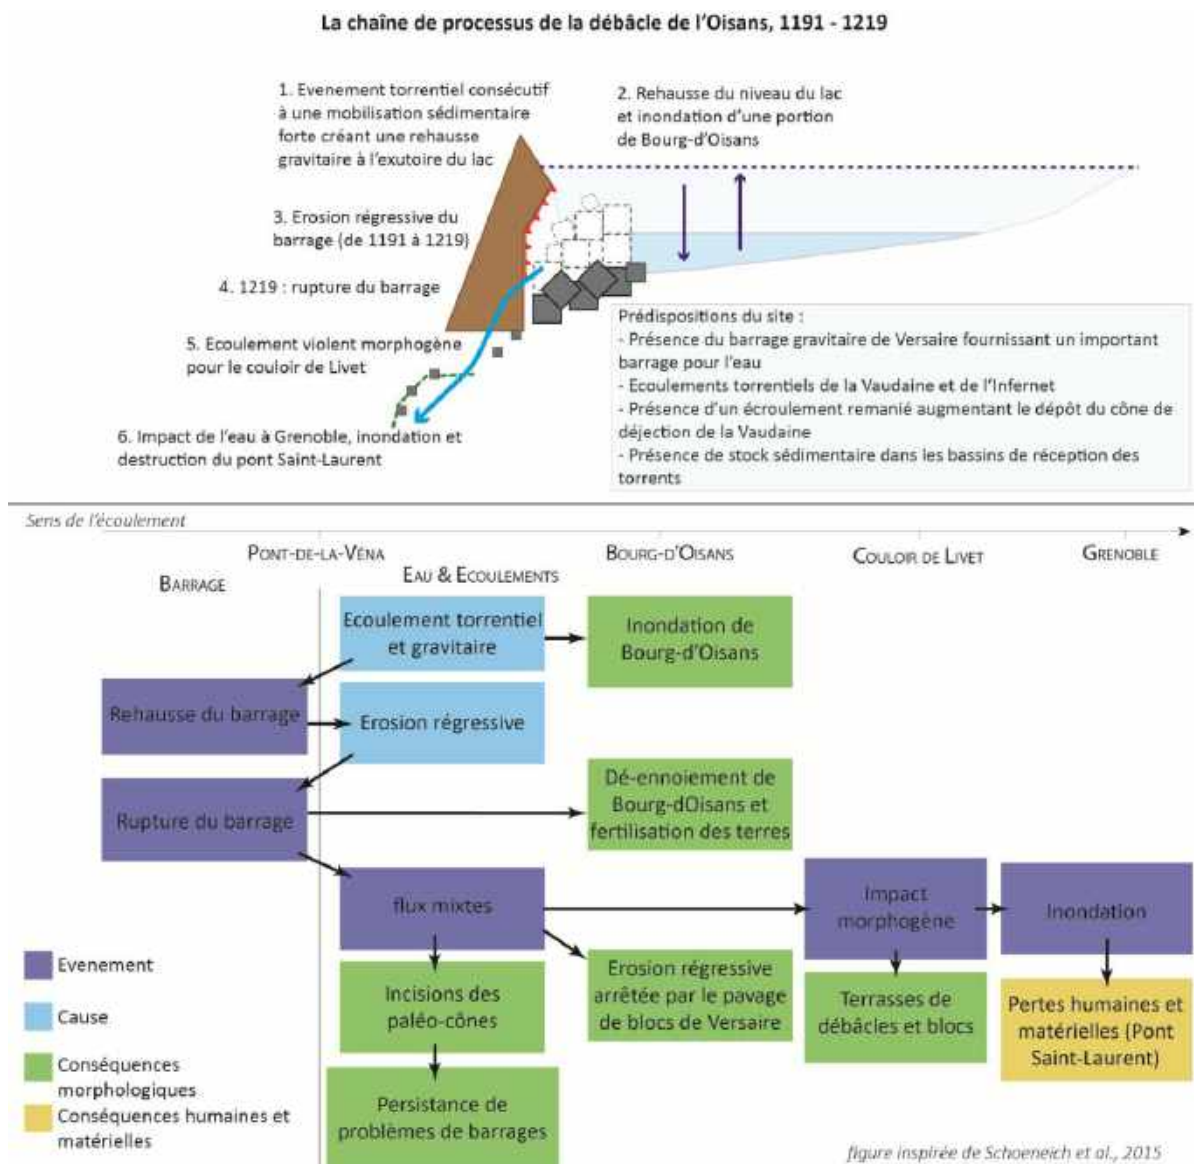 La chaîne de processus de la débâcle de l'Oisans, 1191 - 1219
1. Evenement torrentiel consécutif
à une mobilisation sédimentaire
forte créant une rehausse
gravitaire à l'exutoire du lac
2. Rehausse du niveau du lac
et inondation d'une portion
de Bourg-d'Oisans
3. Erosion régressive du
barrage (de 1191 à 1219)
4. 1219 : rupture du barrage
5. Ecoulement violent morphogène
pour le couloir de Livet
6. Impact de l'eau à Grenoble, inondation et
destruction du pont Saint-Laurent
Prédispositions du site :
- Présence du barrage gravitaire de Versaire fournissant un important
barrage pour l'eau
- Ecoulements torrentiels de la Vaudaine et de l'Infernet
- Présence d'un écroulement remanié augmentant le dépôt du cône de
déjection de la Vaudaine
- Présence de stock sédimentaire dans les bassins de réception des
torrents
Sens de l'écoulement
PONT-DE-LA-VÉNA
BOURG-D'OISANS
COULOIR DE LIVET
GRENOBLE
BARRAGE
EAU & ECOULEMENTS
Ecoulement torrentiel
et gravitaire
Inondation de
Bourg-d'Oisans
Rehausse du barrage
Erosion régressive
Rupture du barrage
Dé-ennoiement de
Bourg-dOisans et
fertilisation des terres
flux mixtes
Impact
morphogène
Inondation
Incisions des
paléo-cônes
Erosion régressive
arrêtée par le pavage
de blocs de Versaire
Terrasses de
débâcles et blocs
Pertes humaines et
matérielles (Pont
Saint-Laurent)
Persistance de
problèmes de barrages
Evenement
Cause
Conséquences
morphologiques
Conséquences humaines et
matérielles
figure inspirée de Schoeneich et al., 2015